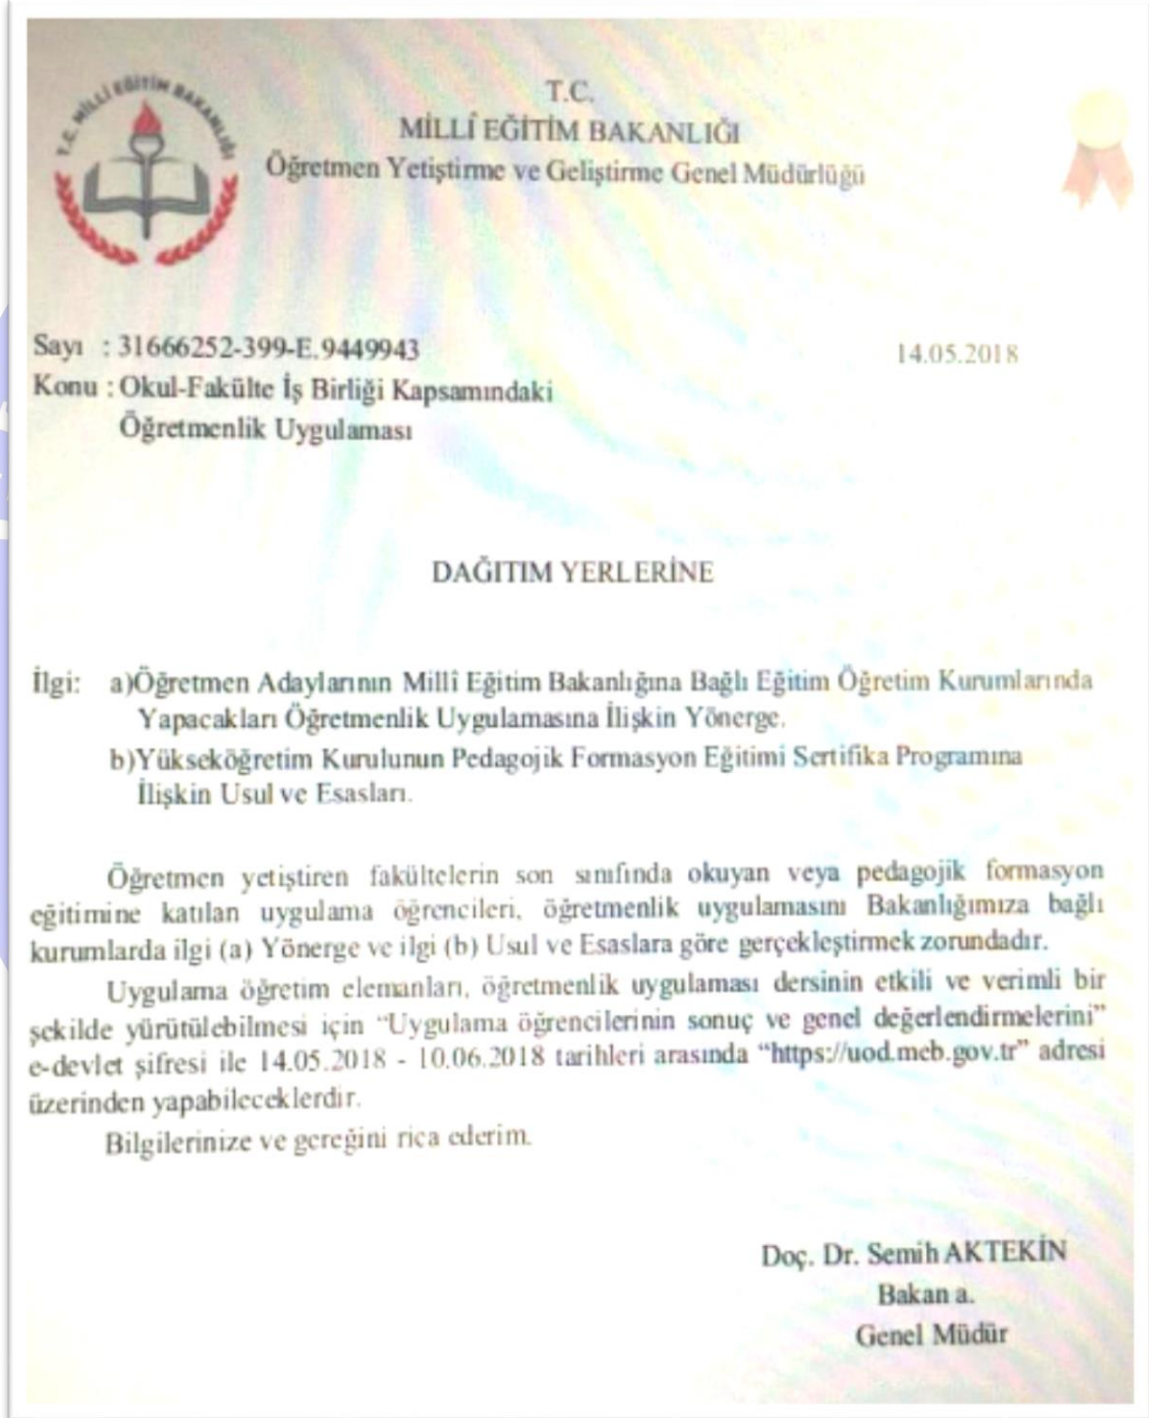 T.C. MİLLİ EĞİTİM BAKANLIĞI
T.C.
MİLLÎ EĞİTİM BAKANLIĞI
Öğretmen Yetiştirme ve Geliştirme Genel Müdürlüğü
Sayı : 31666252-399-E.9449943
14.05.2018
Konu : Okul-Fakülte İş Birliği Kapsamındaki
Öğretmenlik Uygulaması
DAĞITIM YERLERİNE
İlgi: a)Öğretmen Adaylarının Millî Eğitim Bakanlığına Bağlı Eğitim Öğretim Kurumlarında
Yapacakları Öğretmenlik Uygulamasına İlişkin Yönerge.
b)Yükseköğretim Kurulunun Pedagojik Formasyon Eğitimi Sertifika Programına
İlişkin Usul ve Esasları.
Öğretmen yetiştiren fakültelerin son sınıfında okuyan veya pedagojik formasyon
eğitimine katılan uygulama öğrencileri, öğretmenlik uygulamasını Bakanlığımıza bağlı
kurumlarda ilgi (a) Yönerge ve ilgi (b) Usul ve Esaslara göre gerçekleştirmek zorundadır.
Uygulama öğretim elemanları, öğretmenlik uygulaması dersinin etkili ve verimli bir
şekilde yürütülebilmesi için “Uygulama öğrencilerinin sonuç ve genel değerlendirmelerini”
e-devlet şifresi ile 14.05.2018 - 10.06.2018 tarihleri arasında “https://uod.meb.gov.tr” adresi
üzerinden yapabileceklerdir.
Bilgilerinize ve gereğini rica ederim.
Doç. Dr. Semih AKTEKİN
Bakan a.
Genel Müdür